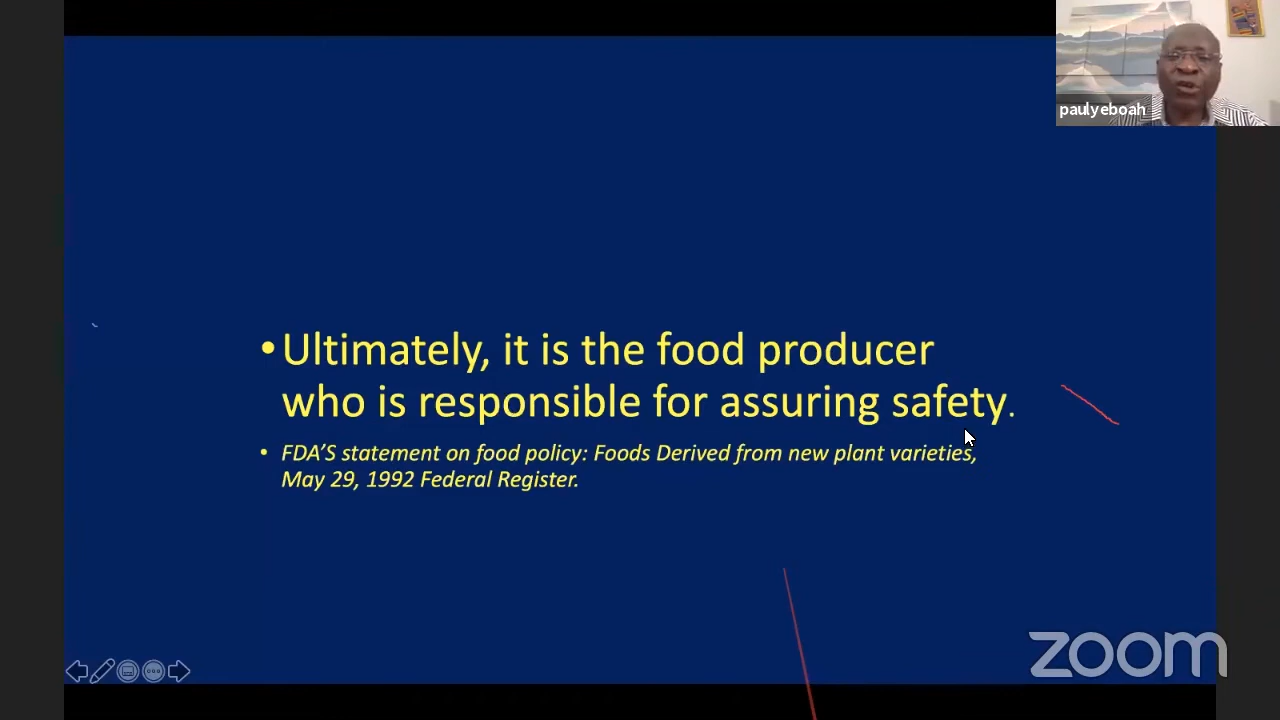 paulyeboah
•Ultimately, it is the food producer
who is responsible for assuring safety.
• FDA’S statement on food policy: Foods Derived from new plant varieties,
May 29, 1992 Federal Register.
zoom